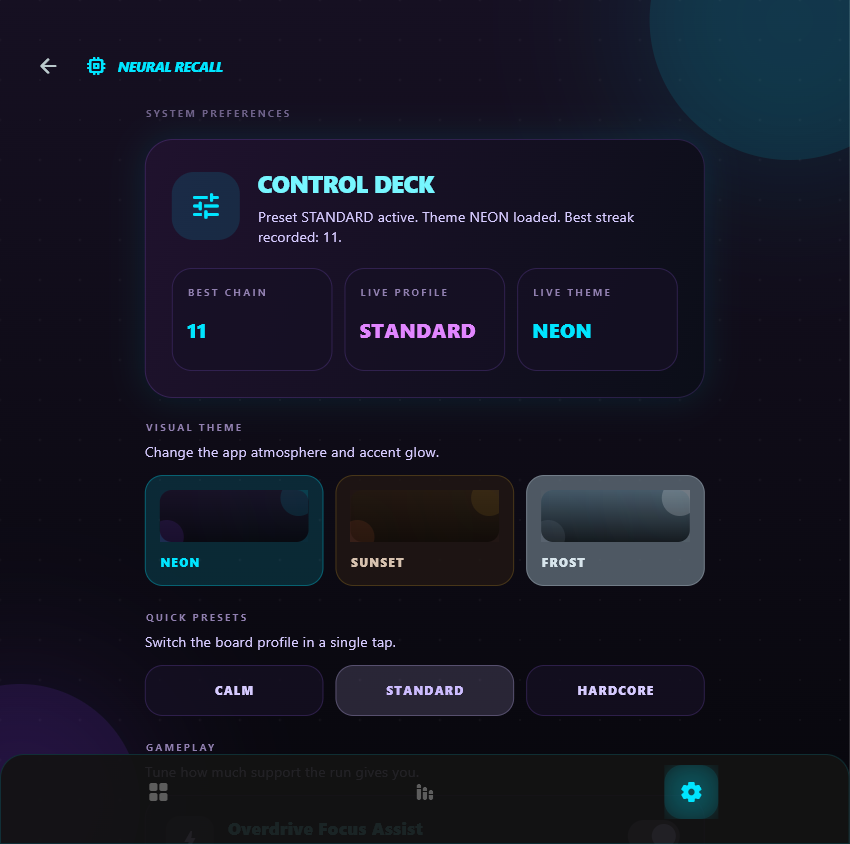 NEURAL RECALL
SYSTEM PREFERENCES
CONTROL DECK
Preset STANDARD active. Theme NEON loaded. Best streak
recorded: 11.
BEST CHAIN
11
LIVE PROFILE
STANDARD
LIVE THEME
NEON
VISUAL THEME
Change the app atmosphere and accent glow.
NEON
SUNSET
FROST
QUICK PRESETS
Switch the board profile in a single tap.
CALM
STANDARD
HARDCORE
GAMEPLAY
Tune how much support the run gives you.
Overdrive Focus Assist